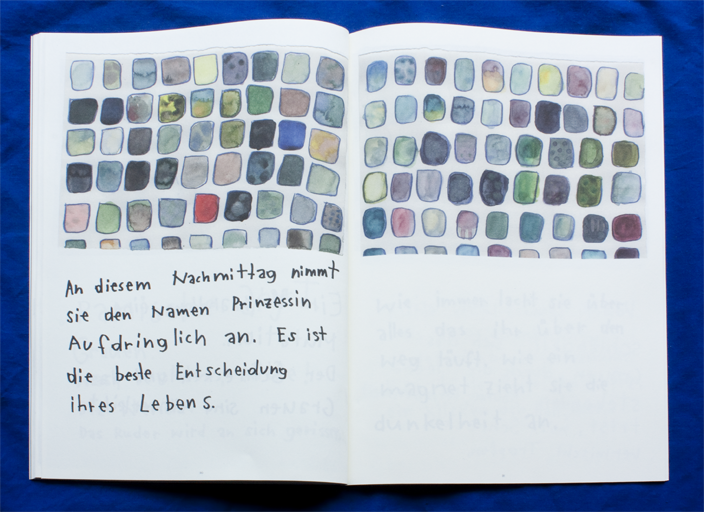 An diesem Nachmittag nimmt
sie den Namen Prinzessin
Aufdringlich an. Es ist
die beste Entscheidung
ihres Lebens.